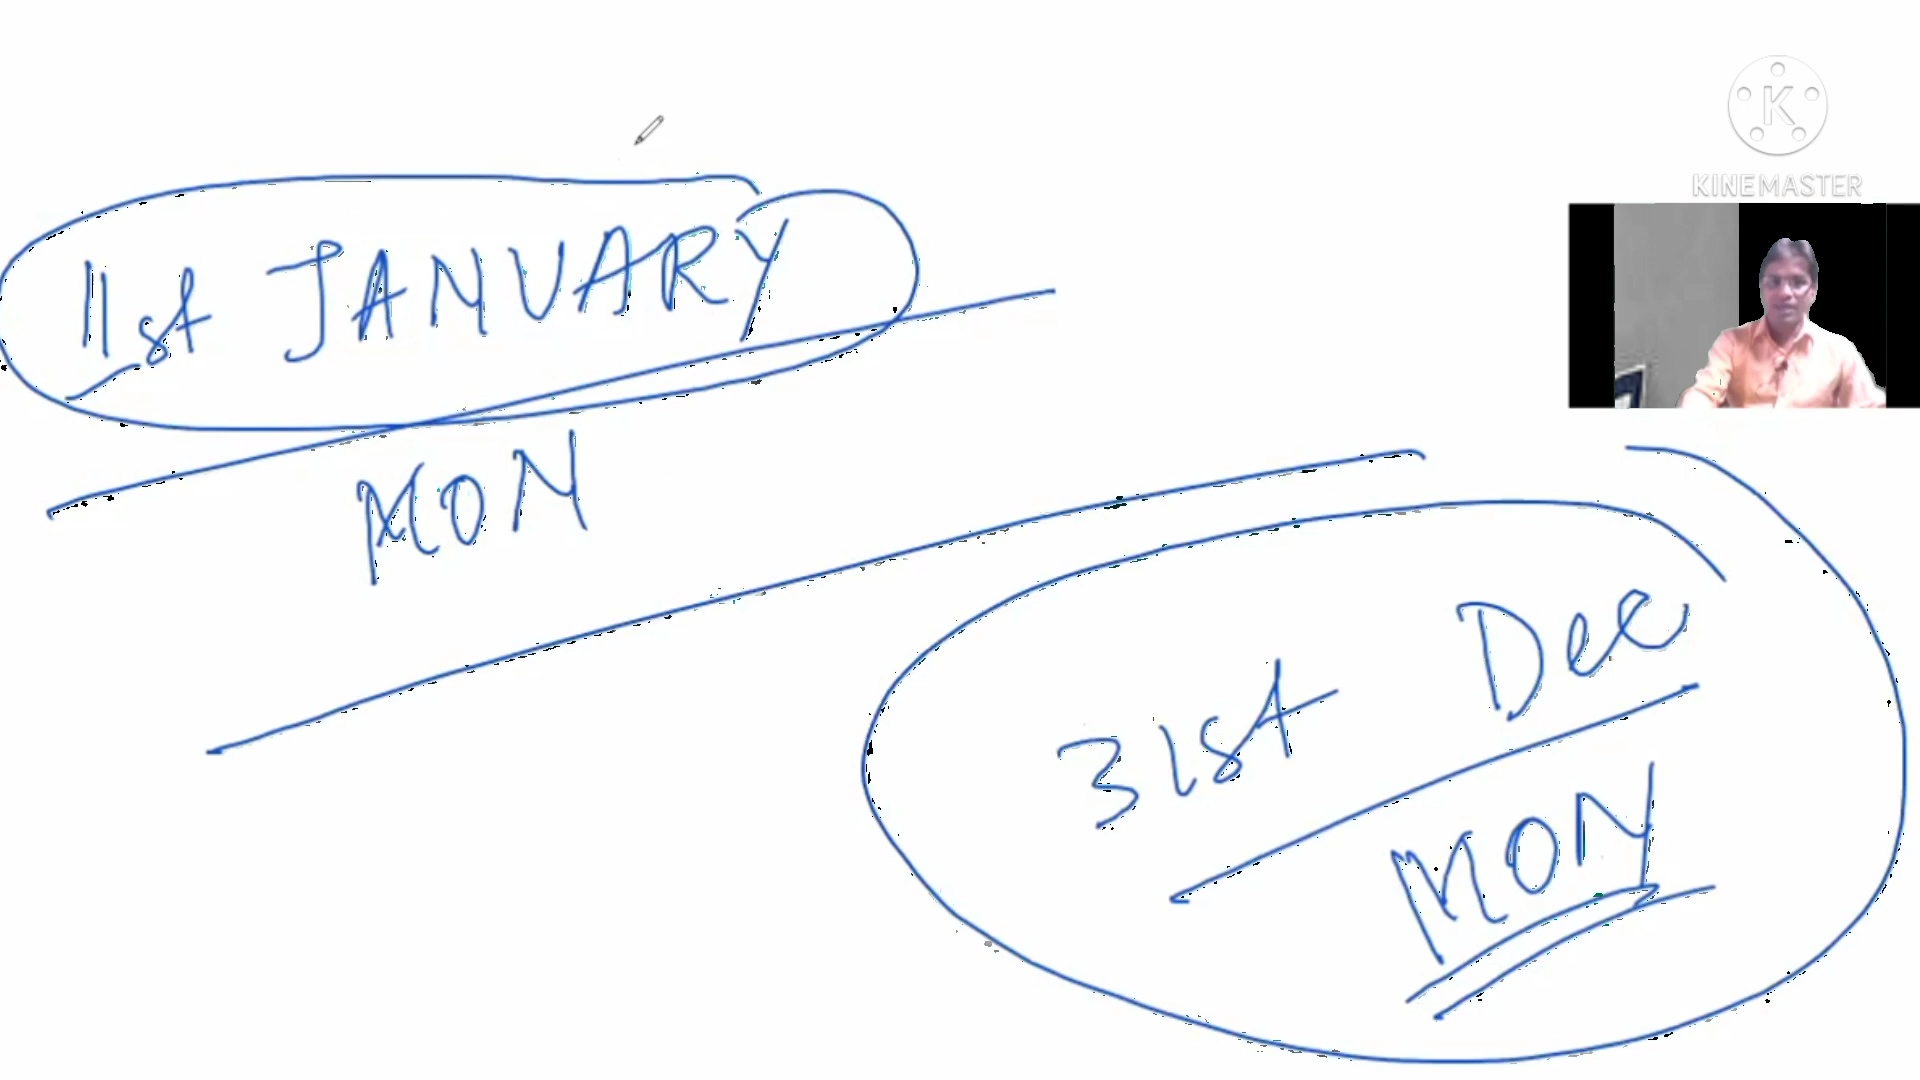 1st JANUARY
MON
31st Dec
MON
K
KINEMASTER